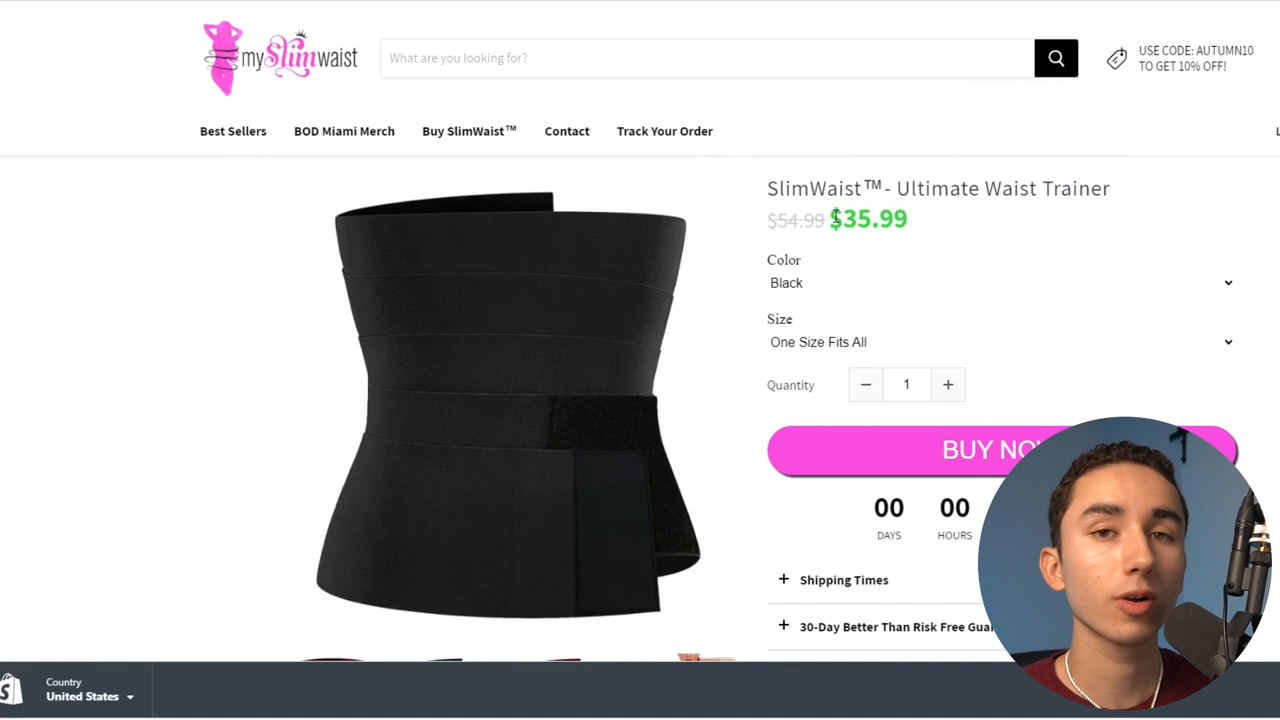 my Slim waist
What are you looking for?
USE CODE: AUTUMN10
TO GET 10% OFF!
Best Sellers
BOD Miami Merch
Buy SlimWaist™
Contact
Track Your Order
SlimWaist™- Ultimate Waist Trainer
$54.99 $35.99
Color
Black
Size
One Size Fits All
Quantity
1
BUY
00
00
DAYS
HOURS
Shipping Times
30-Day Better Than Risk Free
Country
United States